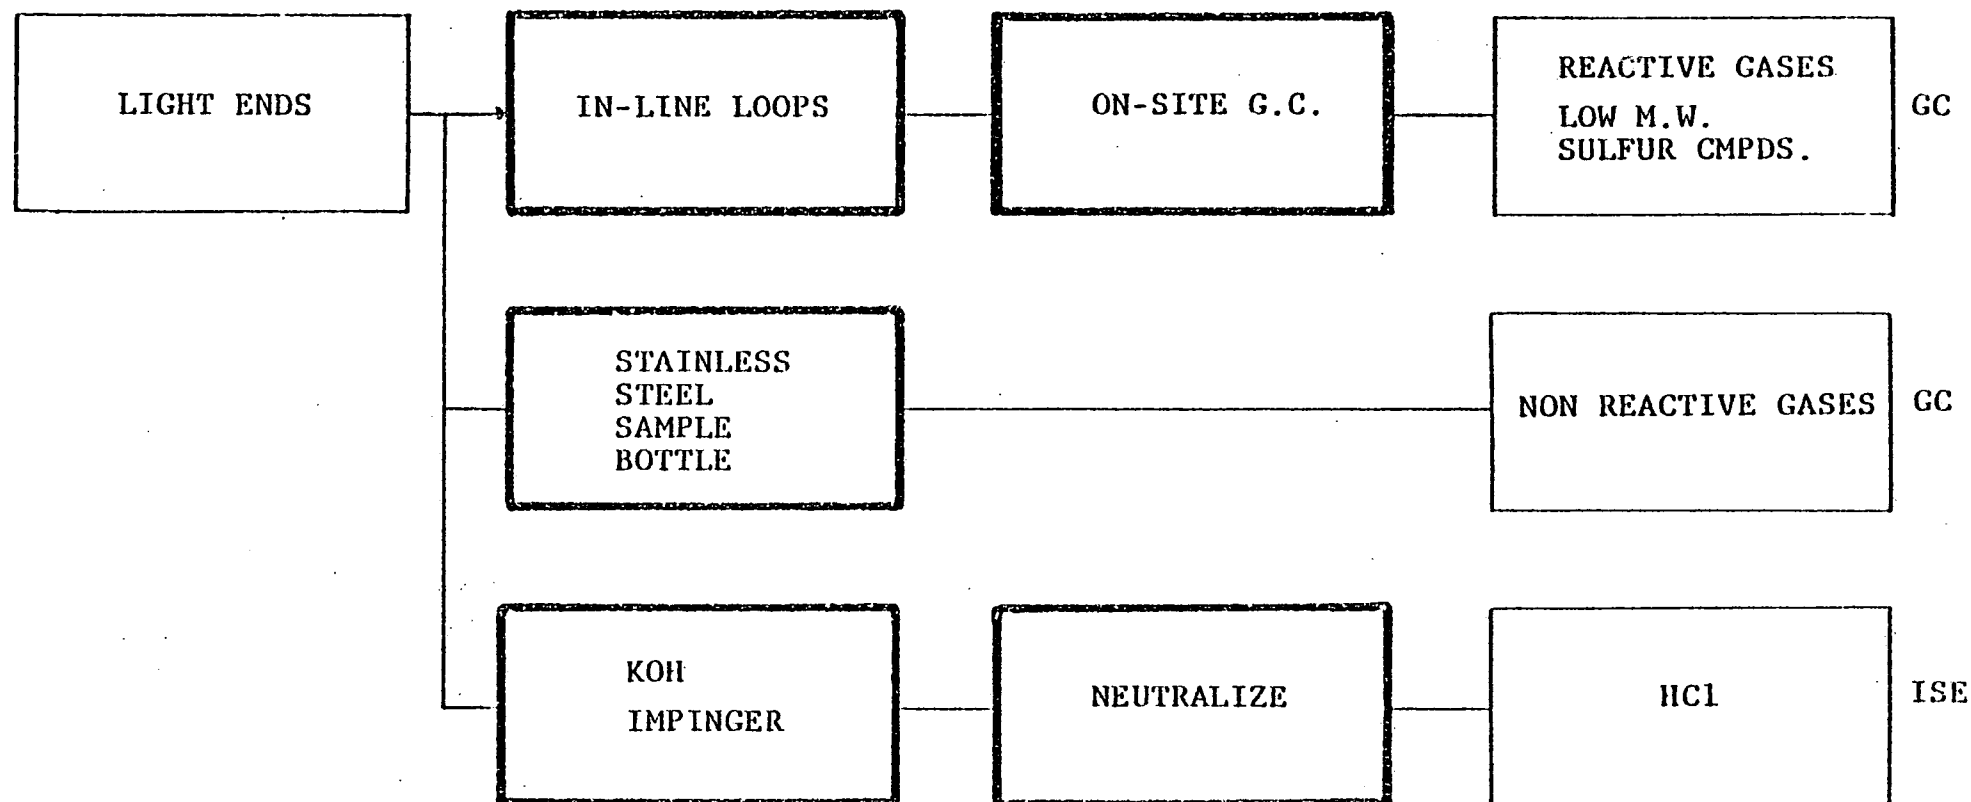 LIGHT ENDS
IN-LINE LOOPS
ON-SITE G.C.
REACTIVE GASES
LOW M.W.
SULFUR CMPDS.
GC
STAINLESS
STEEL
SAMPLE
BOTTLE
NON REACTIVE GASES
GC
KOH
IMPINGER
NEUTRALIZE
HCl
ISE